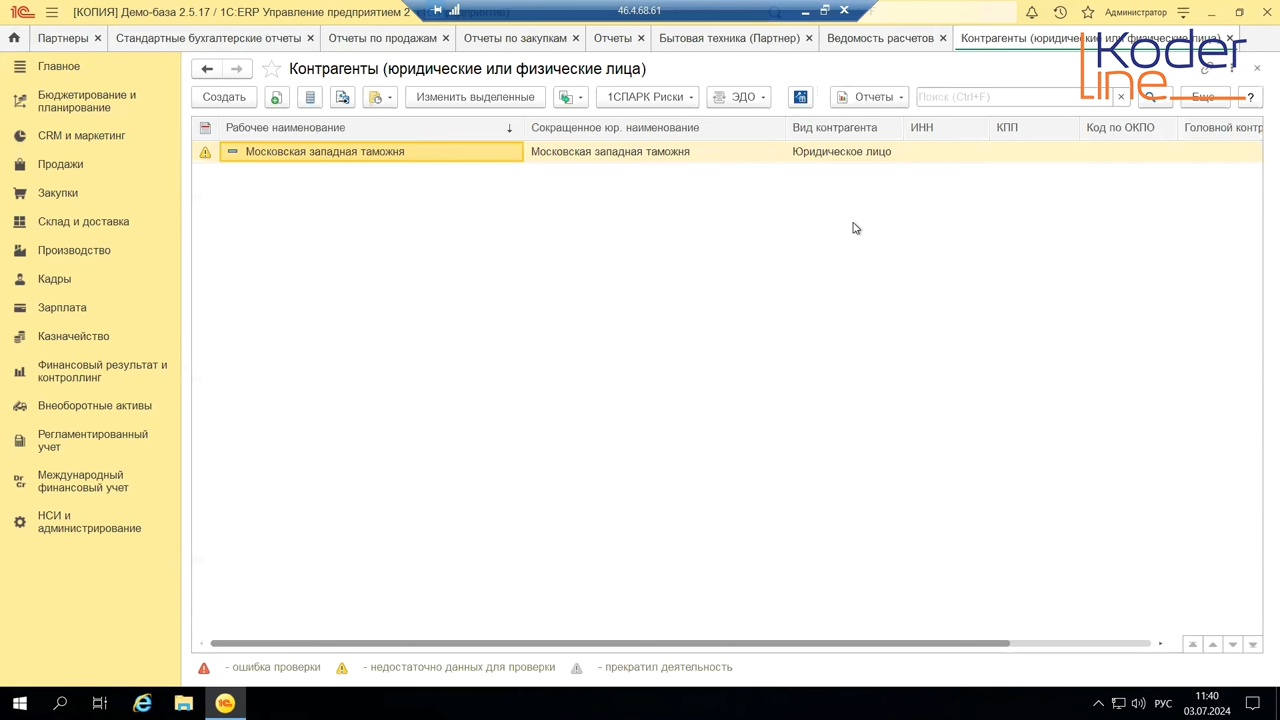 [КОПИЯ] Демо-база 2.5.17 / 1С:ERP Управление предприятием 2
46.4.68.61
Администратор
Партнеры
Стандартные бухгалтерские отчеты
Отчеты по продажам
Отчеты по закупкам
Отчеты
Бытовая техника (Партнер)
Ведомость расчетов
Контрагенты (юридические или физические лица)
Koder
line
Главное
Бюджетирование и
планирование
CRM и маркетинг
Продажи
Закупки
Склад и доставка
Производство
Кадры
Зарплата
Казначейство
Финансовый результат и
контроллинг
Внеоборотные активы
Регламентированный
учет
Международный
финансовый учет
НСИ и
администрирование
Контрагенты (юридические или физические лица)
Создать
Изменить выделенные
1СПАРК Риски
ЭДО
Отчеты
Поиск (Ctrl+F)
Еще
?
Рабочее наименование
Сокращенное юр. наименование
Вид контрагента
ИНН
КПП
Код по ОКПО
Головной контр
Московская западная таможня
Московская западная таможня
Юридическое лицо
- ошибка проверки
- недостаточно данных для проверки
- прекратил деятельность
РУС
11:40
03.07.2024